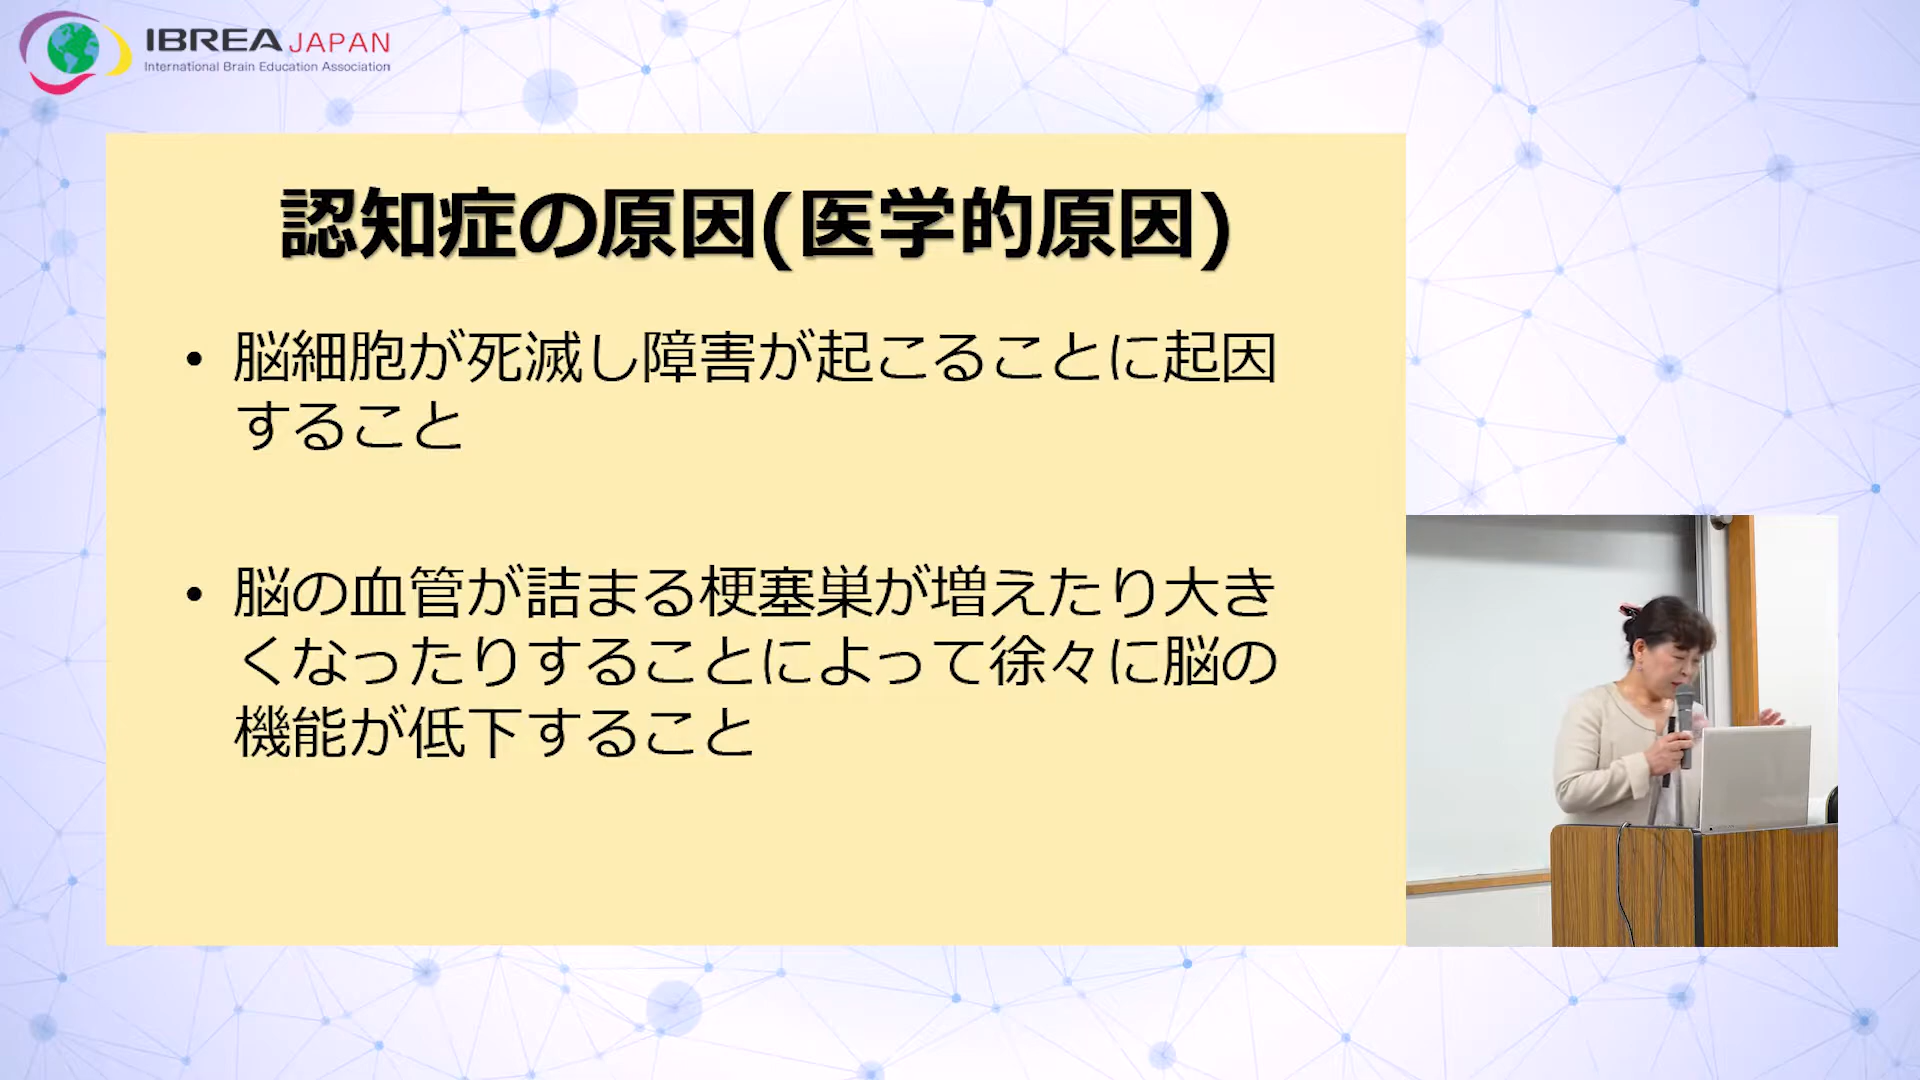 IBREA JAPAN
International Brain Education Association
認知症の原因(医学的原因)
• 脳細胞が死滅し障害が起こることに起因
すること
• 脳の血管が詰まる梗塞巣が増えたり大き
くなったりすることによって徐々に脳の
機能が低下すること